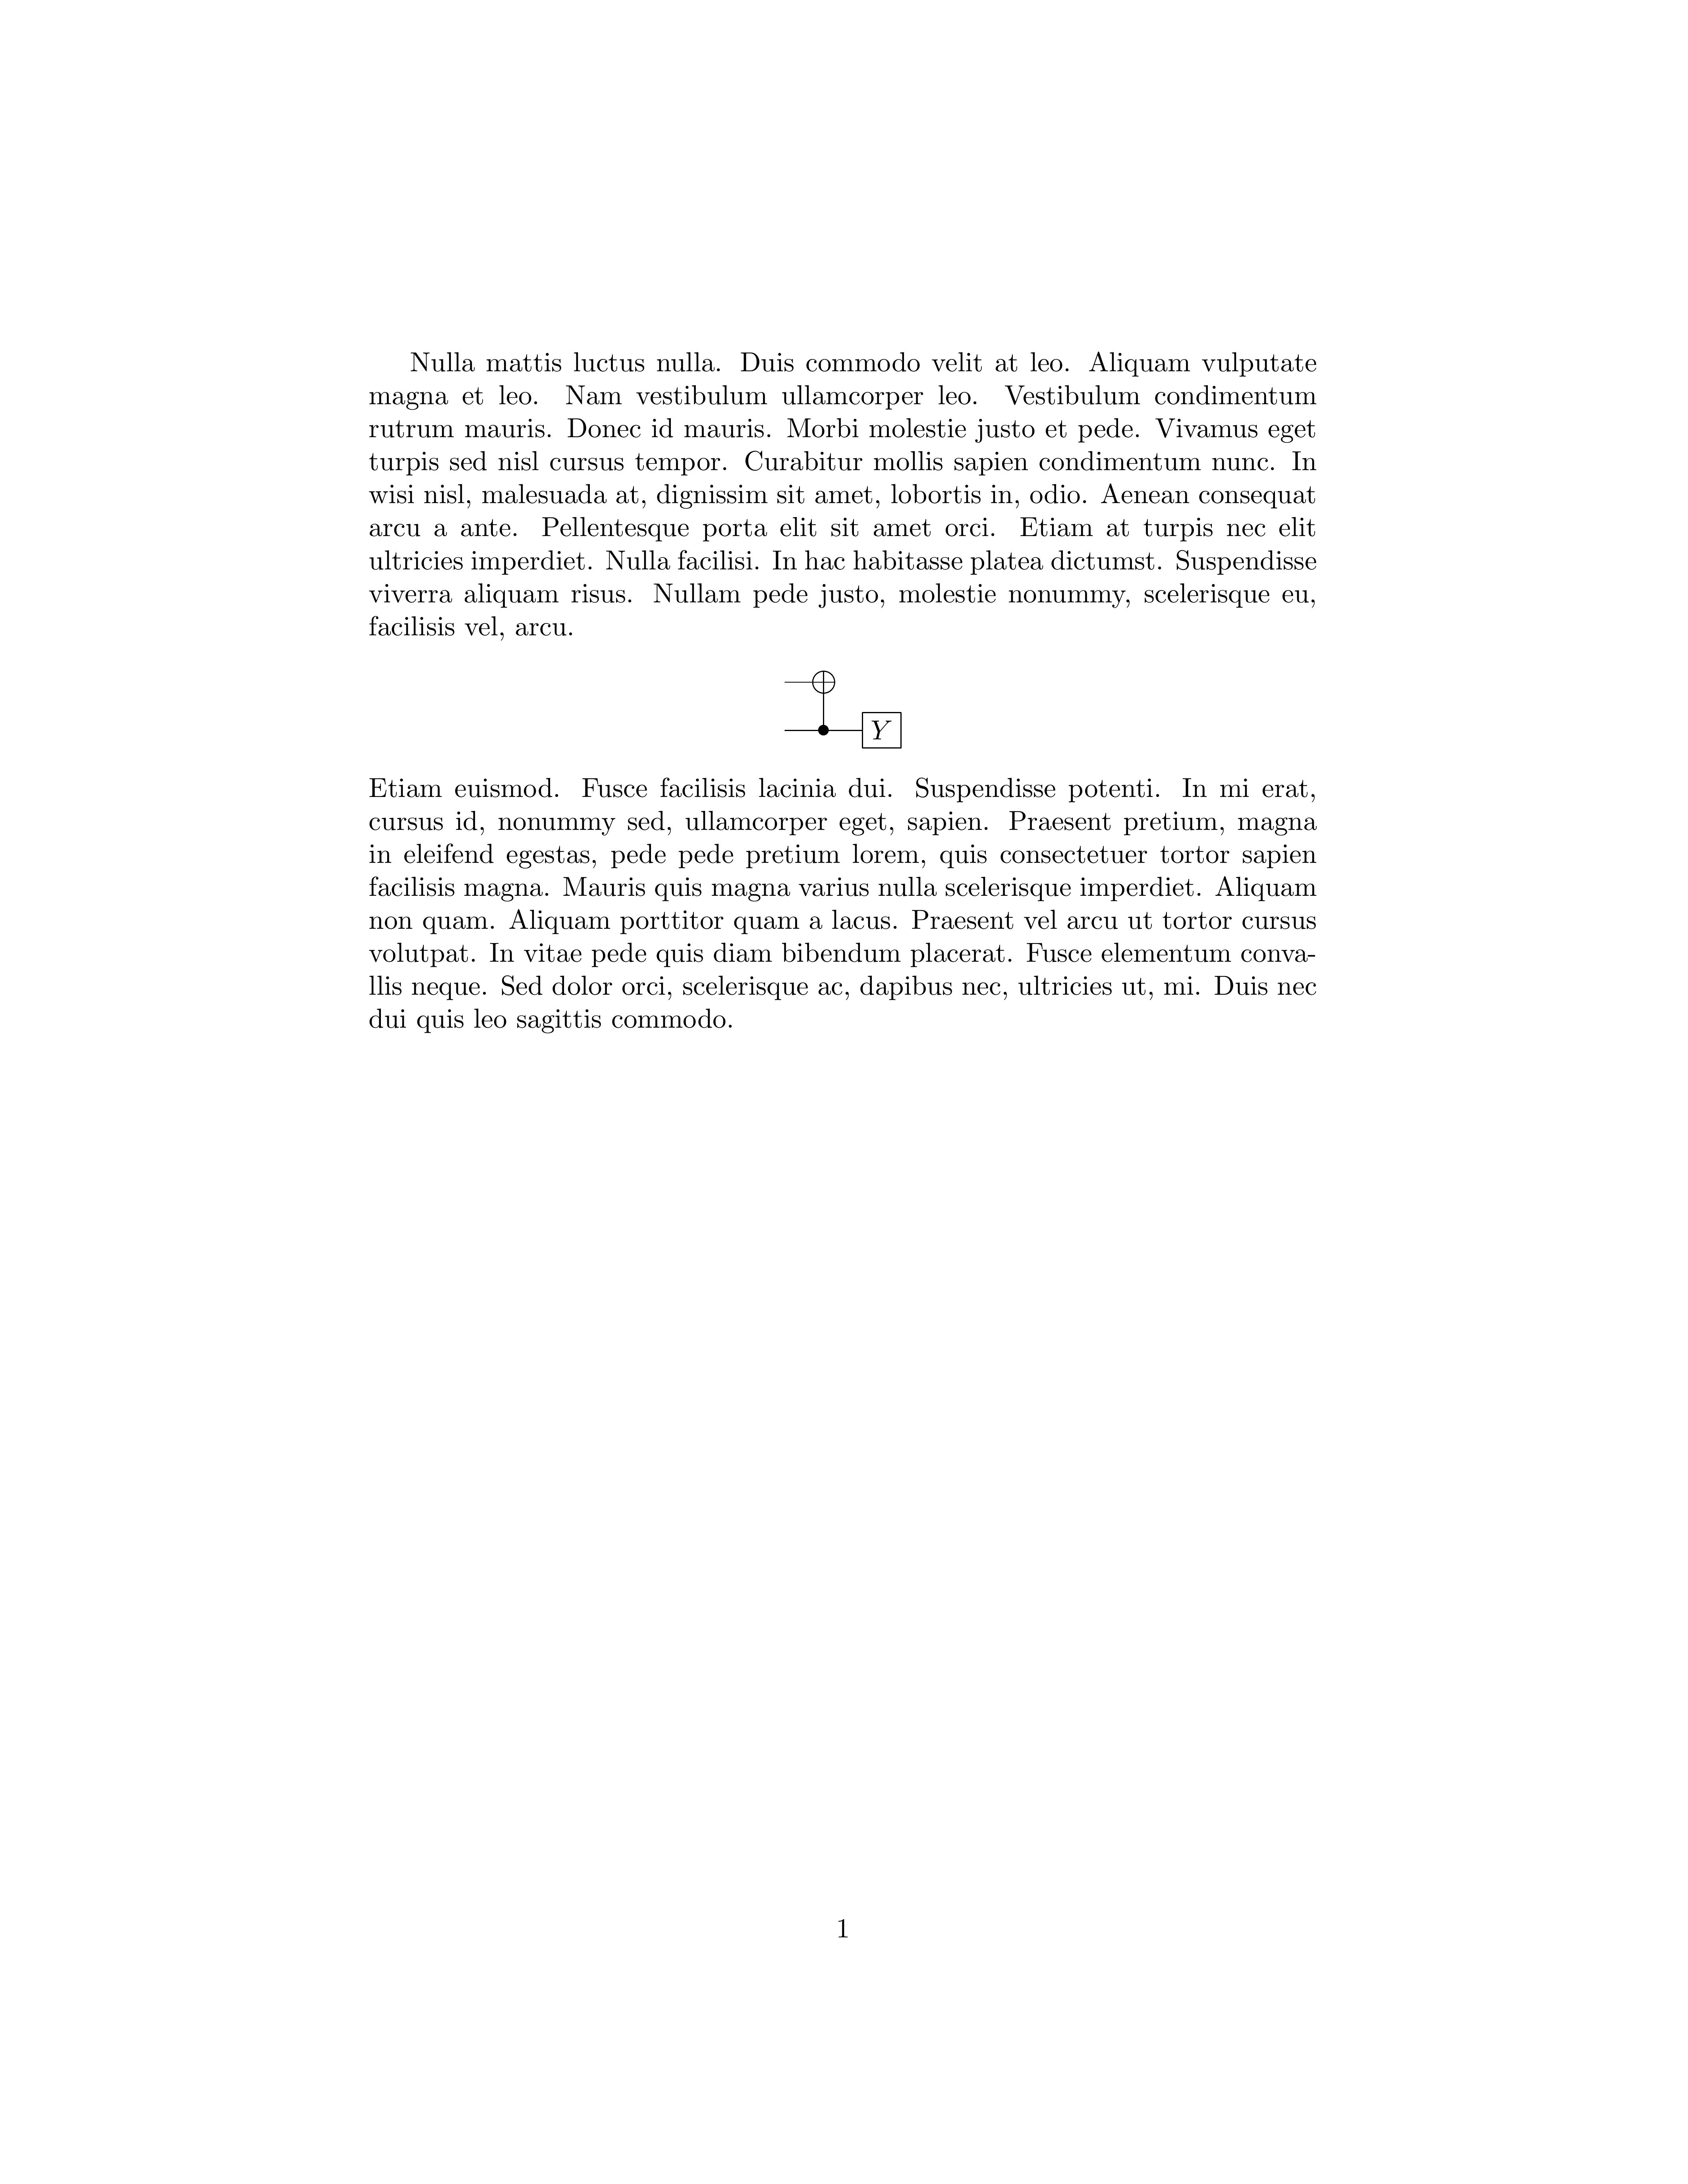 Nulla mattis luctus nulla. Duis commodo velit at leo. Aliquam vulputate
magna et leo. Nam vestibulum ullamcorper leo. Vestibulum condimentum
rutrum mauris. Donec id mauris. Morbi molestie justo et pede. Vivamus eget
turpis sed nisl cursus tempor. Curabitur mollis sapien condimentum nunc. In
wisi nisl, malesuada at, dignissim sit amet, lobortis in, odio. Aenean consequat
arcu a ante. Pellentesque porta elit sit amet orci. Etiam at turpis nec elit
ultricies imperdiet. Nulla facilisi. In hac habitasse platea dictumst. Suspendisse
viverra aliquam risus. Nullam pede justo, molestie nonummy, scelerisque eu,
facilisis vel, arcu.
Y
Etiam euismod. Fusce facilisis lacinia dui. Suspendisse potenti. In mi erat,
cursus id, nonummy sed, ullamcorper eget, sapien. Praesent pretium, magna
in eleifend egestas, pede pede pretium lorem, quis consectetuer tortor sapien
facilisis magna. Mauris quis magna varius nulla scelerisque imperdiet. Aliquam
non quam. Aliquam porttitor quam a lacus. Praesent vel arcu ut tortor cursus
volutpat. In vitae pede quis diam bibendum placerat. Fusce elementum conva-
llis neque. Sed dolor orci, scelerisque ac, dapibus nec, ultricies ut, mi. Duis nec
dui quis leo sagittis commodo.
1